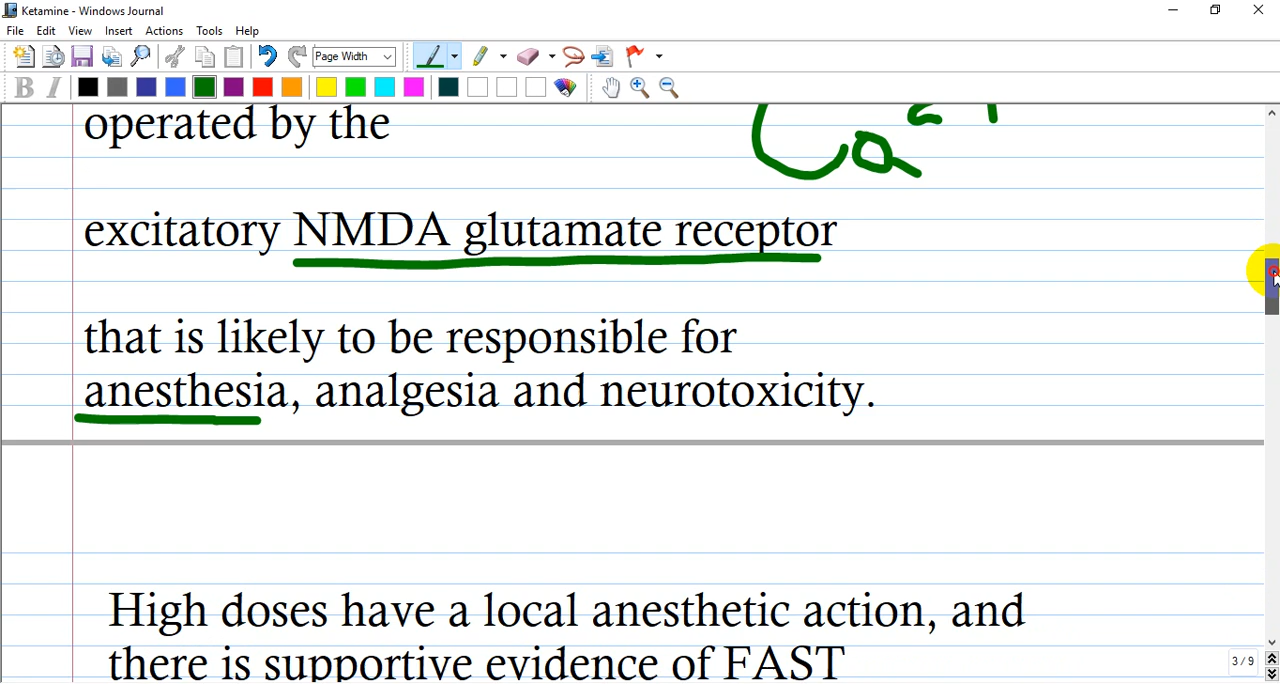 Ketamine - Windows Journal
File Edit View Insert Actions Tools Help
Page Width
B I
operated by the
Ca2+
excitatory NMDA glutamate receptor
that is likely to be responsible for
anesthesia, analgesia and neurotoxicity.
High doses have a local anesthetic action, and
there is supportive evidence of FAST
3 / 9